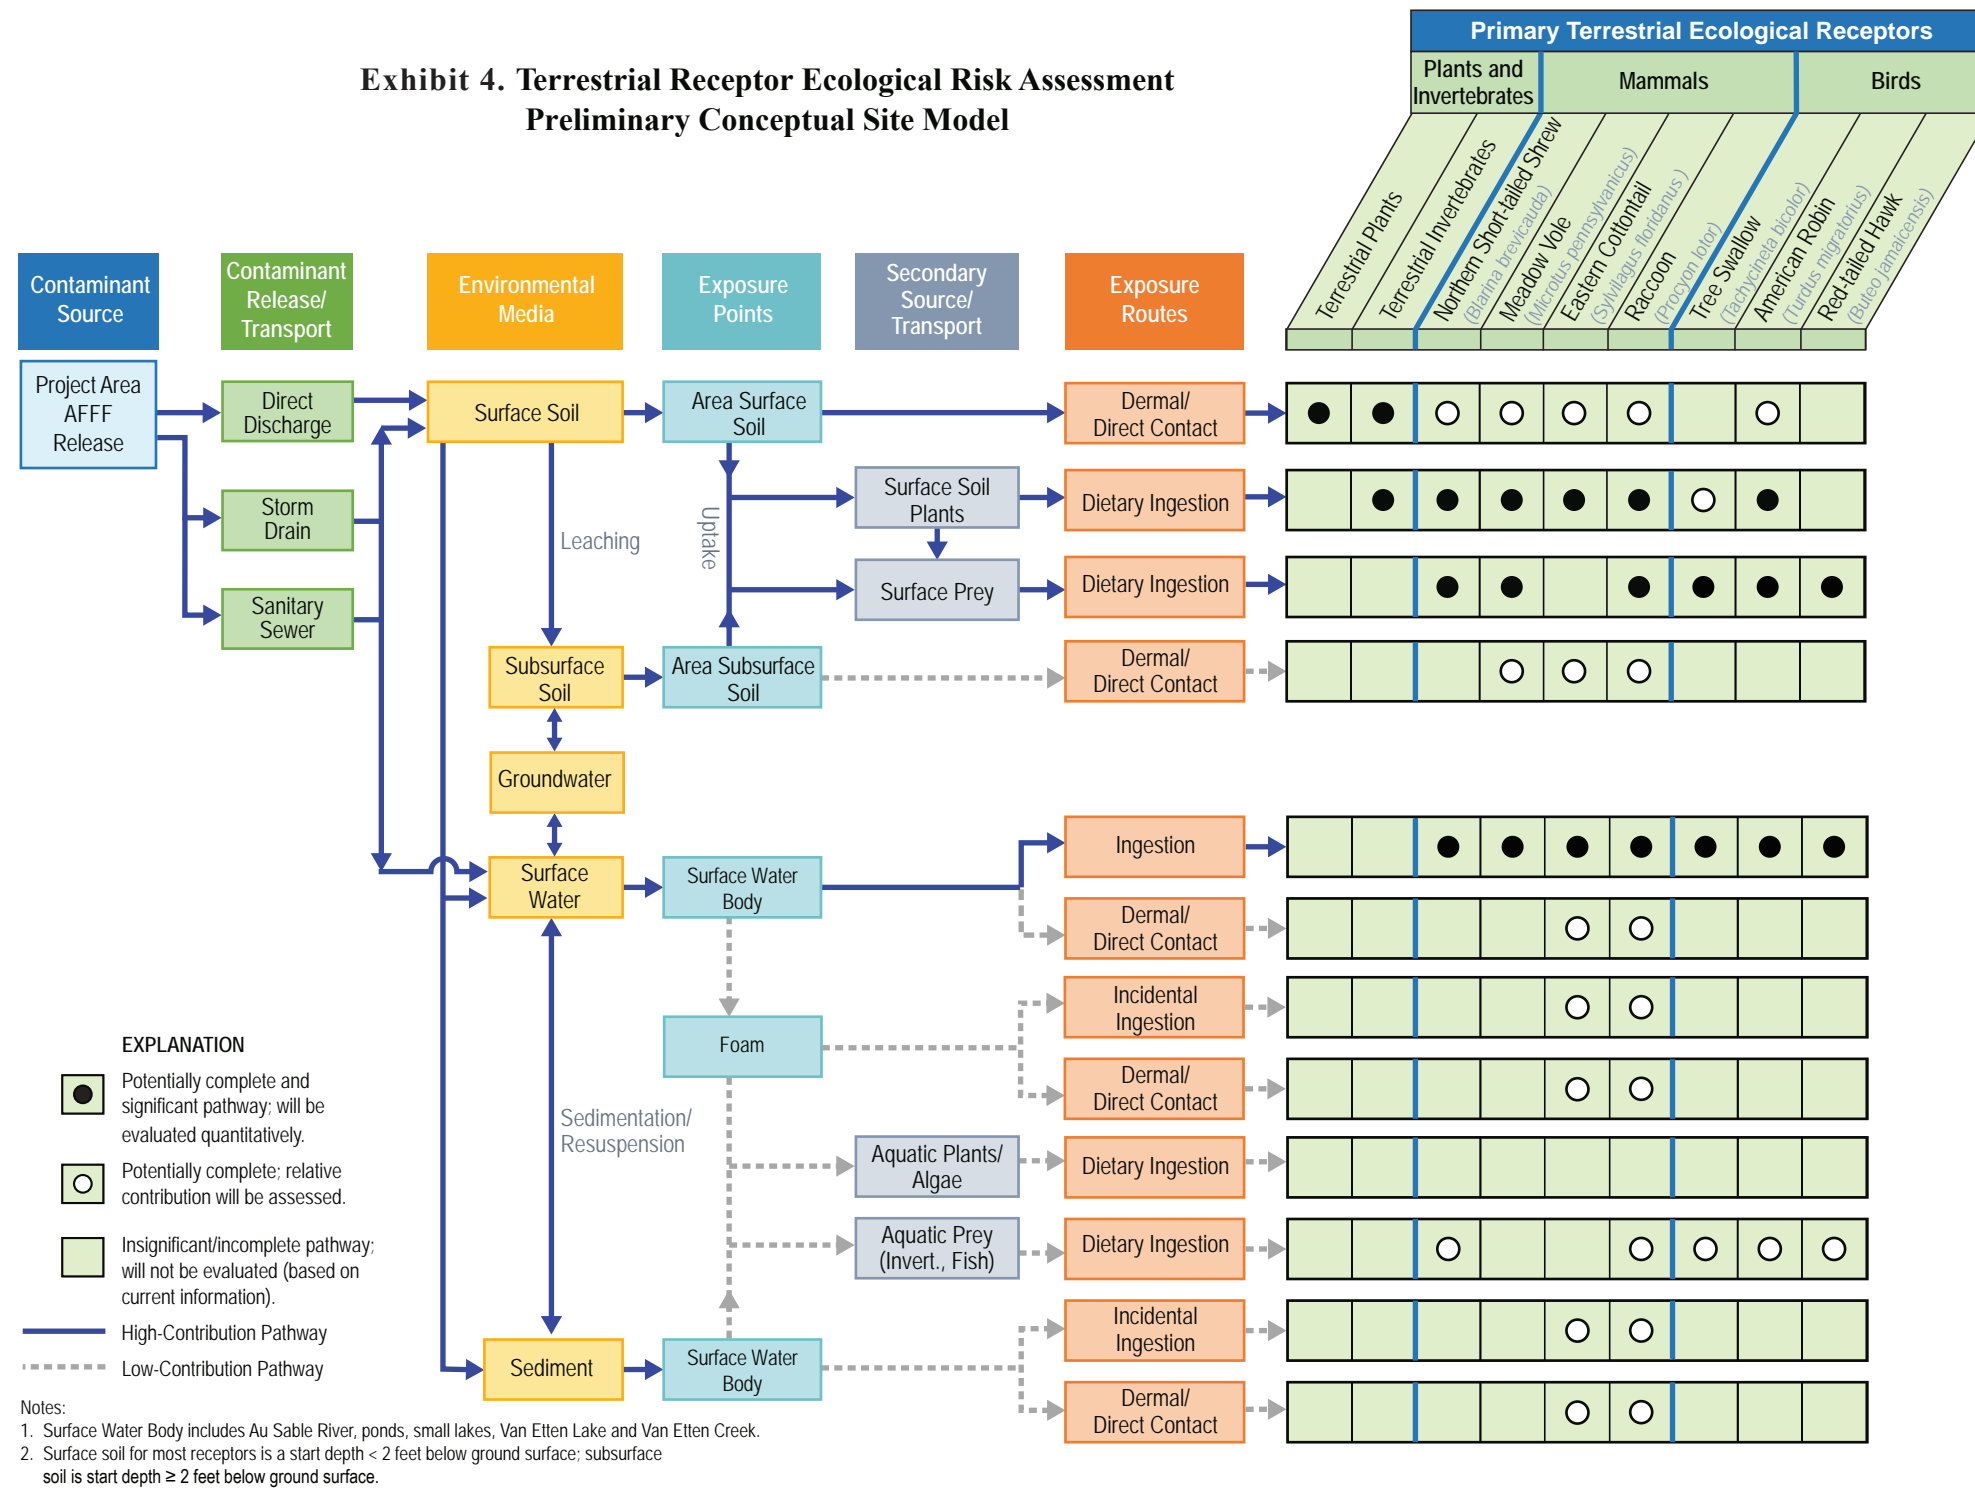 Exhibit 4. Terrestrial Receptor Ecological Risk Assessment
Preliminary Conceptual Site Model
Primary Terrestrial Ecological Receptors
Plants and
Invertebrates
Mammals
Birds
Terrestrial Plants
Terrestrial Invertebrates
Northern Short-tailed Shrew
(Blarina brevicauda)
Meadow Vole
(Microtus pennsylvanicus)
Eastern Cottontail
(Sylvilagus floridanus )
Raccoon
(Procyon lotor)
Tree Swallow
(Tachycineta bicolor)
American Robin
(Turdus migratorius)
Red-tailed Hawk
(Buteo jamaicensis)
Contaminant
Source
Contaminant
Release/
Transport
Environmental
Media
Exposure
Points
Secondary
Source/
Transport
Exposure
Routes
Project Area
AFFF
Release
Direct
Discharge
Surface Soil
Area Surface
Soil
Dermal/
Direct Contact
Storm
Drain
Leaching
Uptake
Surface Soil
Plants
Dietary Ingestion
Sanitary
Sewer
Surface Prey
Dietary Ingestion
Subsurface
Soil
Area Subsurface
Soil
Dermal/
Direct Contact
Groundwater
Surface
Water
Surface Water
Body
Ingestion
Dermal/
Direct Contact
Foam
Incidental
Ingestion
Dermal/
Direct Contact
Sedimentation/
Resuspension
Aquatic Plants/
Algae
Dietary Ingestion
Aquatic Prey
(Invert., Fish)
Dietary Ingestion
Sediment
Surface Water
Body
Incidental
Ingestion
Dermal/
Direct Contact
EXPLANATION
Potentially complete and
significant pathway; will be
evaluated quantitatively.
Potentially complete; relative
contribution will be assessed.
Insignificant/incomplete pathway;
will not be evaluated (based on
current information).
High-Contribution Pathway
Low-Contribution Pathway
Notes:
1. Surface Water Body includes Au Sable River, ponds, small lakes, Van Etten Lake and Van Etten Creek.
2. Surface soil for most receptors is a start depth < 2 feet below ground surface; subsurface
soil is start depth ≥ 2 feet below ground surface.